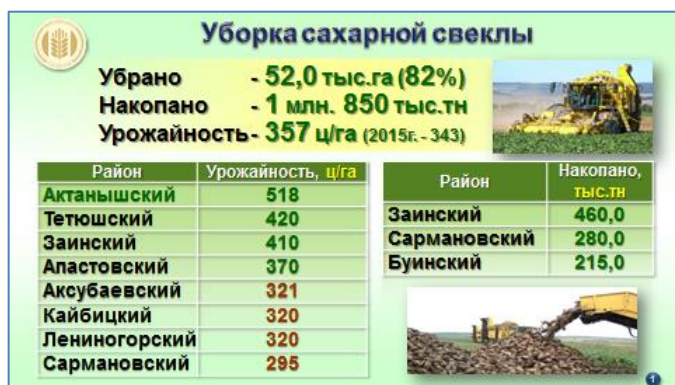 Уборка сахарной свеклы
Убрано - 52,0 тыс.га (82%)
Накопано - 1 млн. 850 тыс.тн
Урожайность - 357 ц/га (2015г. - 343)
Район Урожайность, ц/га
Актанышский 518
Тетюшский 420
Заинский 410
Апастовский 370
Аксубаевский 321
Кайбицкий 320
Лениногорский 320
Сармановский 295
Район Накопано, тыс.тн
Заинский 460,0
Сармановский 280,0
Буинский 215,0
1